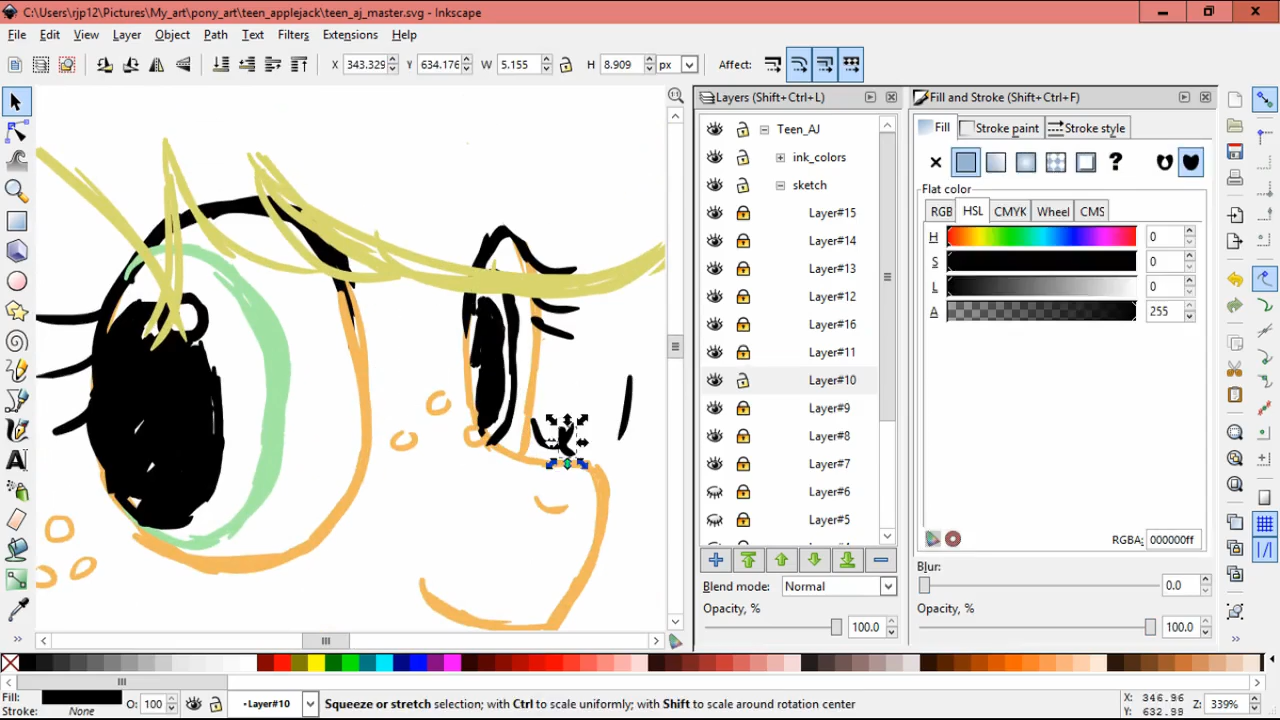 C:\Users\rjp12\Pictures\My_art\pony_art\teen_applejack\teen_aj_master.svg - Inkscape
File Edit View Layer Object Path Text Filters Extensions Help
X 343.329 Y 634.176 W 5.155 H 8.909 px Affect:
Layers (Shift+Ctrl+L) Fill and Stroke (Shift+Ctrl+F)
Teen_AJ
ink_colors
sketch
Layer#15
Layer#14
Layer#13
Layer#12
Layer#16
Layer#11
Layer#10
Layer#9
Layer#8
Layer#7
Layer#6
Layer#5
Blend mode: Normal
Opacity, % 100.0
Fill Stroke paint Stroke style
?
Flat color
RGB HSL CMYK Wheel CMS
H 0
S 0
L 0
A 255
RGBA: 000000ff
Blur:
0.0
Opacity, %
100.0
Fill:
Stroke: None
O: 100
•Layer#10
Squeeze or stretch selection; with Ctrl to scale uniformly; with Shift to scale around rotation center
X: 346.96
Y: 632.99
Z: 339%